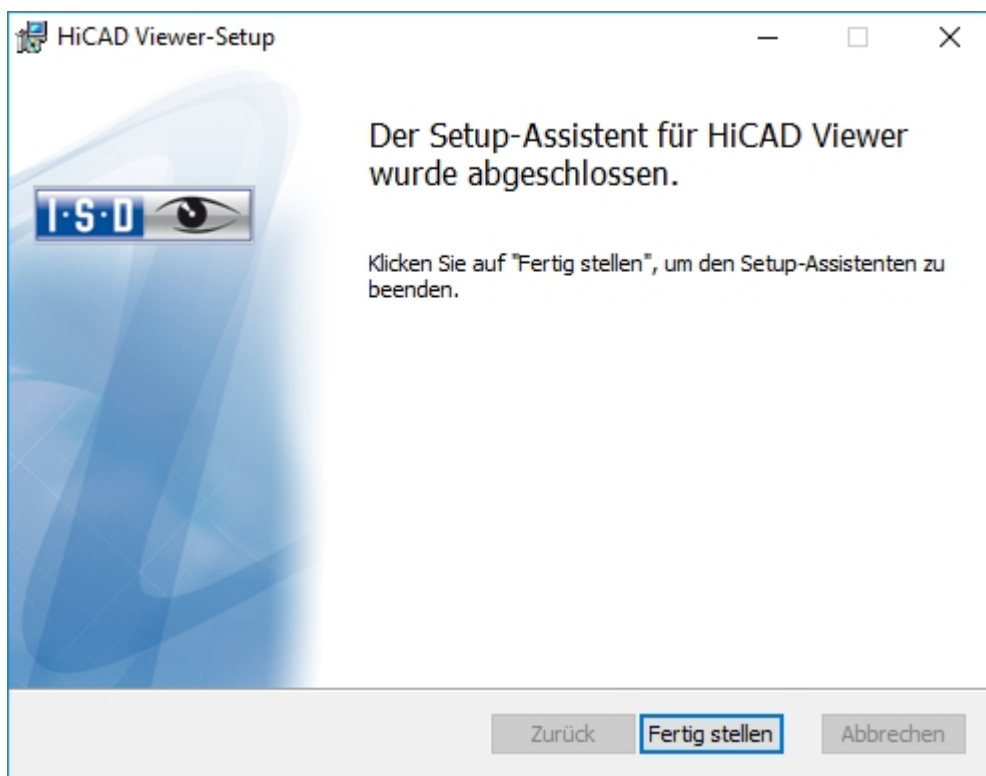 HiCAD Viewer-Setup
I·S·D
Der Setup-Assistent für HiCAD Viewer
wurde abgeschlossen.
Klicken Sie auf "Fertig stellen", um den Setup-Assistenten zu
beenden.
Zurück Fertig stellen Abbrechen